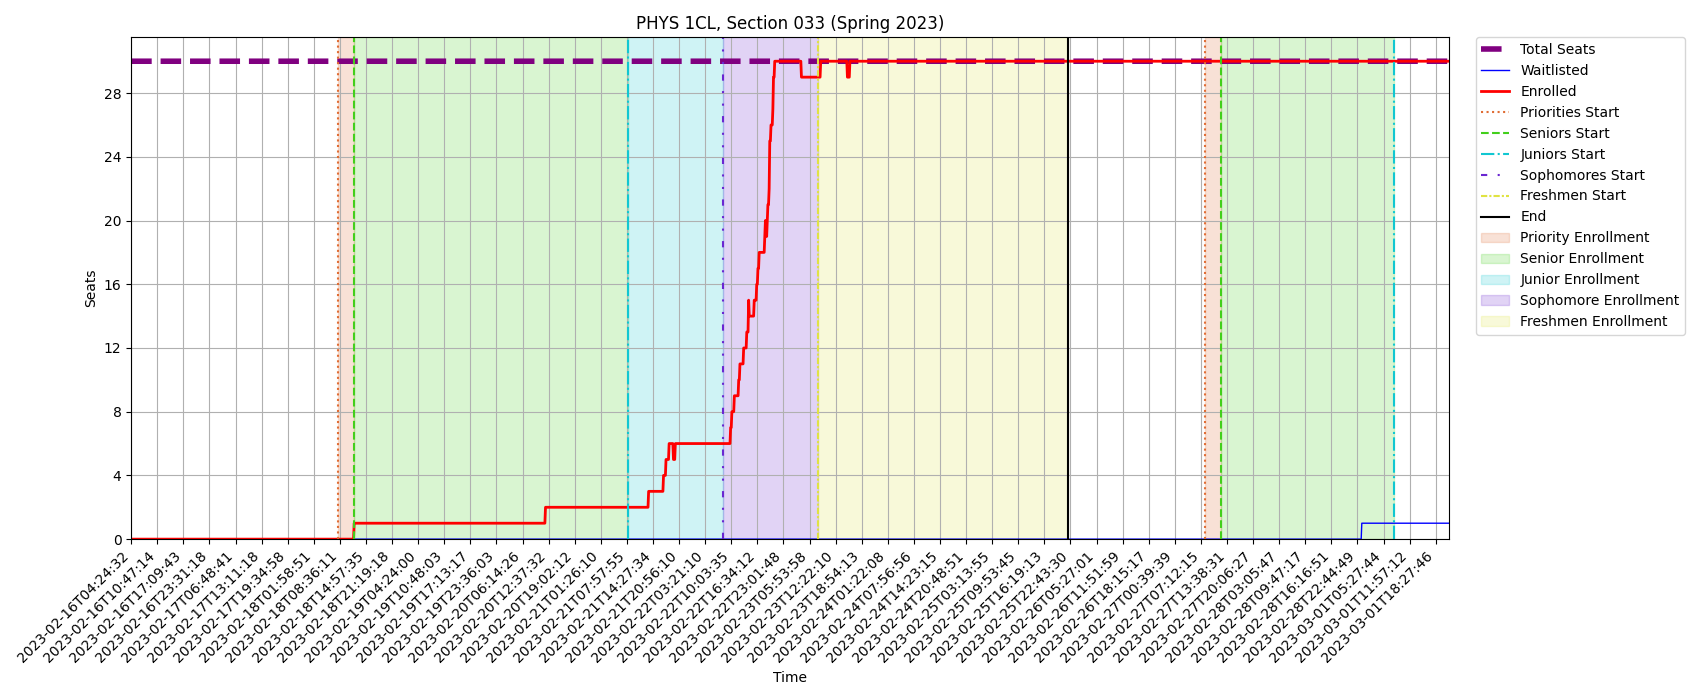 PHYS 1CL, Section 033 (Spring 2023)
Seats
28
24
20
16
12
8
4
0
2023-02-16T04:24:32
2023-02-16T10:47:14
2023-02-16T17:09:43
2023-02-16T23:31:18
2023-02-17T06:48:41
2023-02-17T13:11:18
2023-02-17T19:34:58
2023-02-18T01:58:51
2023-02-18T08:36:11
2023-02-18T14:57:35
2023-02-18T21:19:18
2023-02-19T04:24:00
2023-02-19T10:48:03
2023-02-19T17:13:17
2023-02-19T23:36:03
2023-02-20T06:14:26
2023-02-20T12:37:32
2023-02-20T19:02:12
2023-02-21T01:26:10
2023-02-21T07:57:55
2023-02-21T14:27:34
2023-02-21T20:56:10
2023-02-22T03:21:10
2023-02-22T10:03:35
2023-02-22T16:34:12
2023-02-22T23:01:48
2023-02-23T05:53:58
2023-02-23T12:22:10
2023-02-23T18:54:13
2023-02-24T01:22:08
2023-02-24T07:56:56
2023-02-24T14:23:15
2023-02-24T20:48:51
2023-02-25T03:13:55
2023-02-25T09:53:45
2023-02-25T16:19:13
2023-02-25T22:43:30
2023-02-26T05:27:01
2023-02-26T11:51:59
2023-02-26T18:15:17
2023-02-27T00:39:39
2023-02-27T07:12:15
2023-02-27T13:38:31
2023-02-27T20:06:27
2023-02-28T03:05:47
2023-02-28T09:47:17
2023-02-28T16:16:51
2023-02-28T22:44:49
2023-03-01T05:27:44
2023-03-01T11:57:12
2023-03-01T18:27:46
Time
Total Seats
Waitlisted
Enrolled
Priorities Start
Seniors Start
Juniors Start
Sophomores Start
Freshmen Start
End
Priority Enrollment
Senior Enrollment
Junior Enrollment
Sophomore Enrollment
Freshmen Enrollment